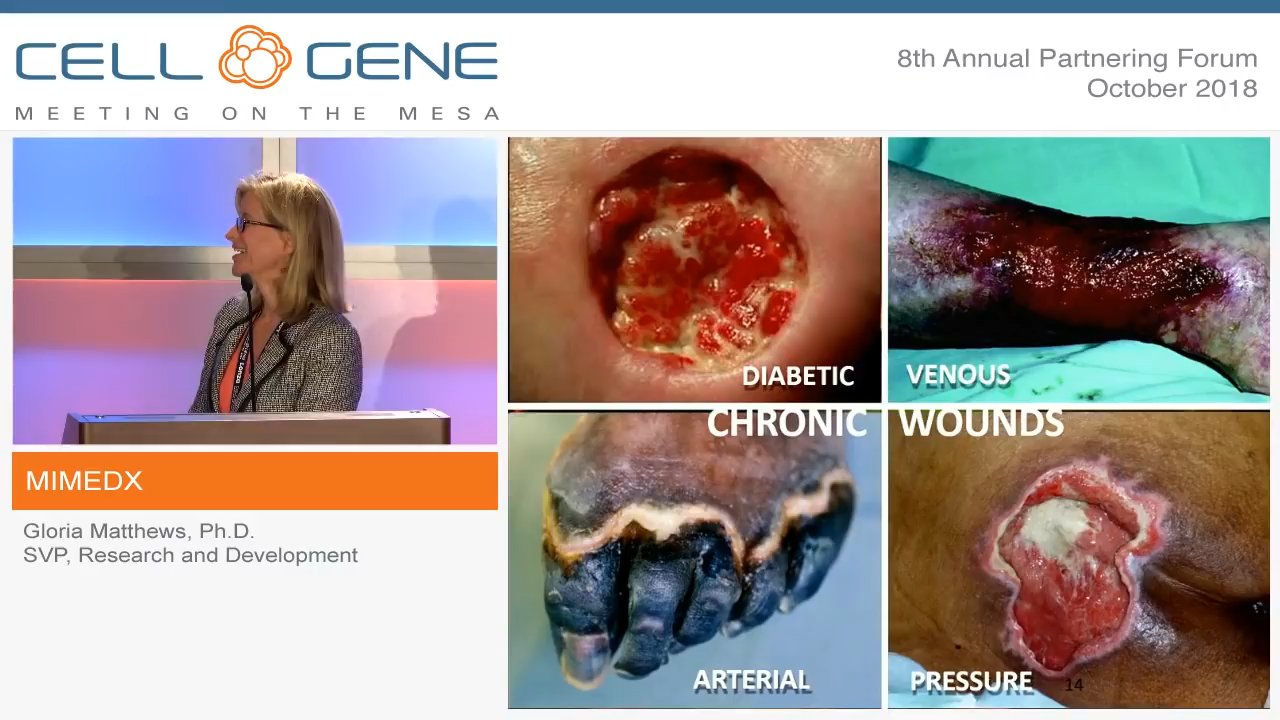 CELL GENE
MEETING ON THE MESA
8th Annual Partnering Forum
October 2018
MIMEDX
Gloria Matthews, Ph.D.
SVP, Research and Development
DIABETIC
VENOUS
CHRONIC WOUNDS
ARTERIAL
PRESSURE
14